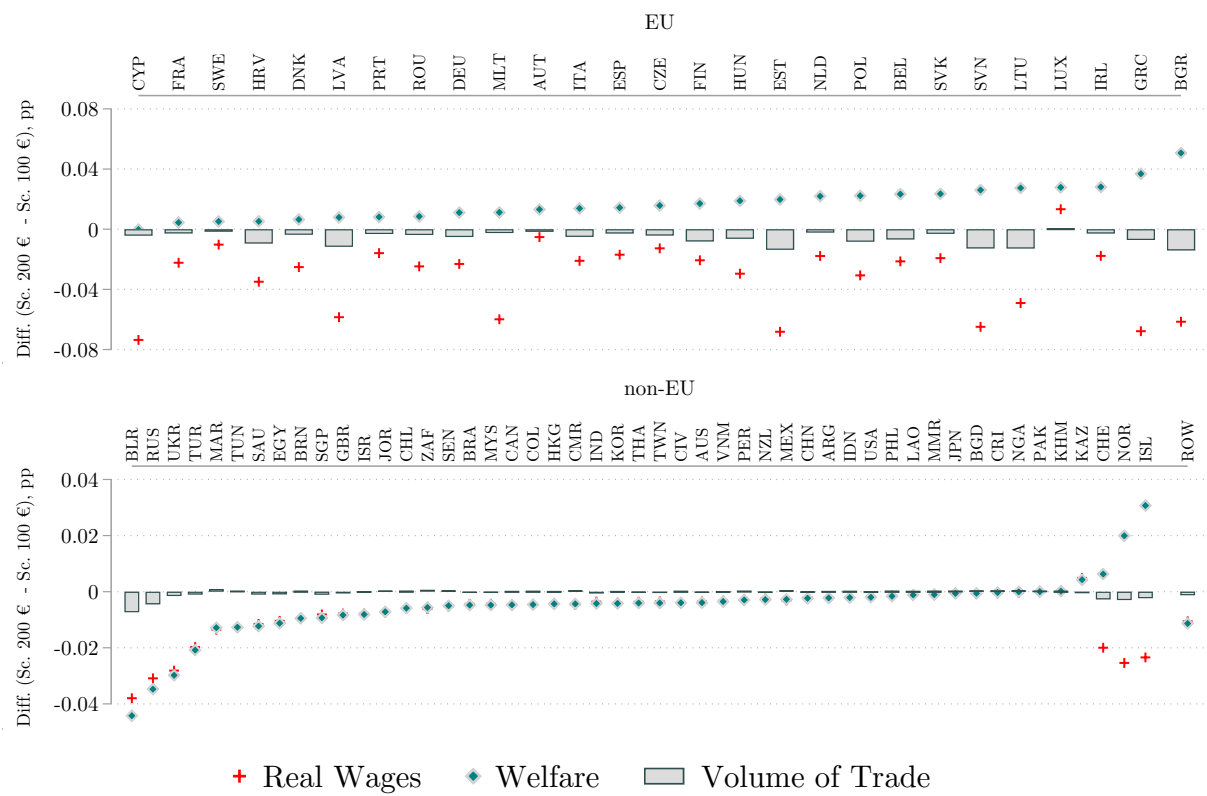 EU
CYP FRA SWE HRV DNK LVA PRT ROU DEU MLT AUT ITA ESP CZE FIN HUN EST NLD POL BEL SVK SVN LTU LUX IRL GRC BGR
Diff. (Sc. 200 € - Sc. 100 €), pp
0.08
0.04
0
-0.04
-0.08
non-EU
BLR RUS UKR TUR MAR TUN SAU EGY BRN SGP GBR ISR JOR CHL ZAF SEN BRA MYS CAN COL HKG CMR IND KOR THA TWN CIV AUS VNM PER NZL MEX CHN ARG IDN USA PHL LAO MMR JPN BGD CRI NGA PAK KHM KAZ CHE NOR ISL ROW
Diff. (Sc. 200 € - Sc. 100 €), pp
0.04
0.02
0
-0.02
-0.04
Real Wages Welfare Volume of Trade